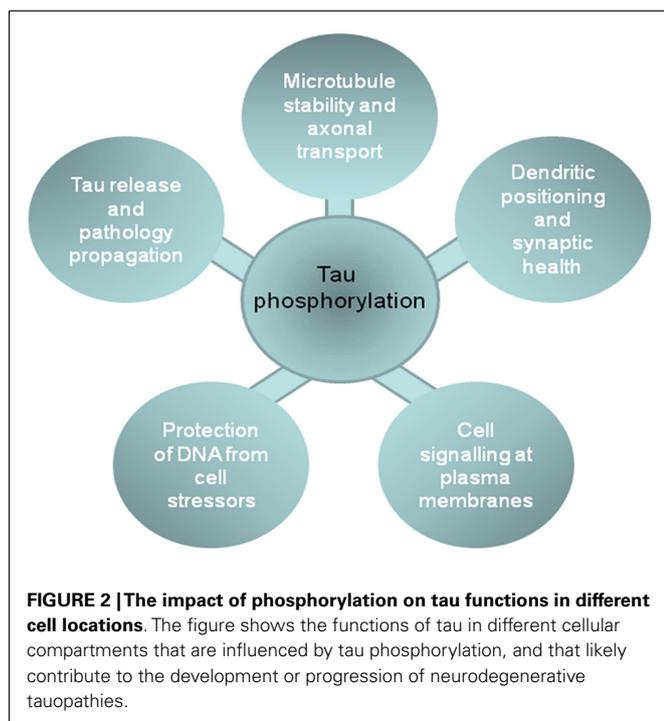 Microtubule
stability and
axonal
transport
Tau release
and
pathology
propagation
Dendritic
positioning
and
synaptic
health
Tau
phosphorylation
Protection
of DNA from
cell
stressors
Cell
signalling at
plasma
membranes
FIGURE 2 | The impact of phosphorylation on tau functions in different
cell locations. The figure shows the functions of tau in different cellular
compartments that are influenced by tau phosphorylation, and that likely
contribute to the development or progression of neurodegenerative
tauopathies.